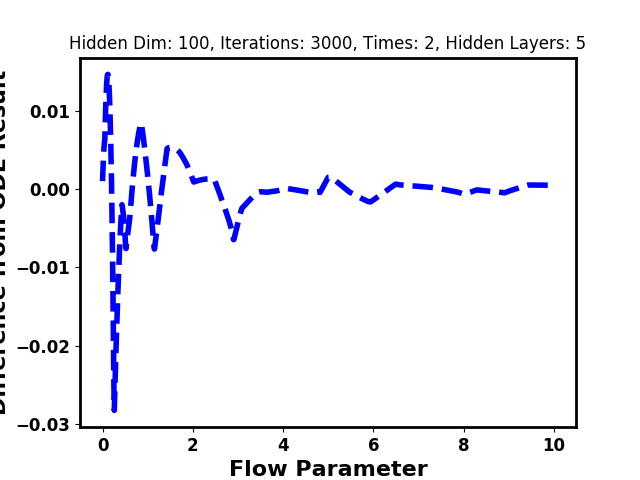 Hidden Dim: 100, Iterations: 3000, Times: 2, Hidden Layers: 5
Difference from ODE Result
0.01
0.00
−0.01
−0.02
−0.03
0 2 4 6 8 10
Flow Parameter